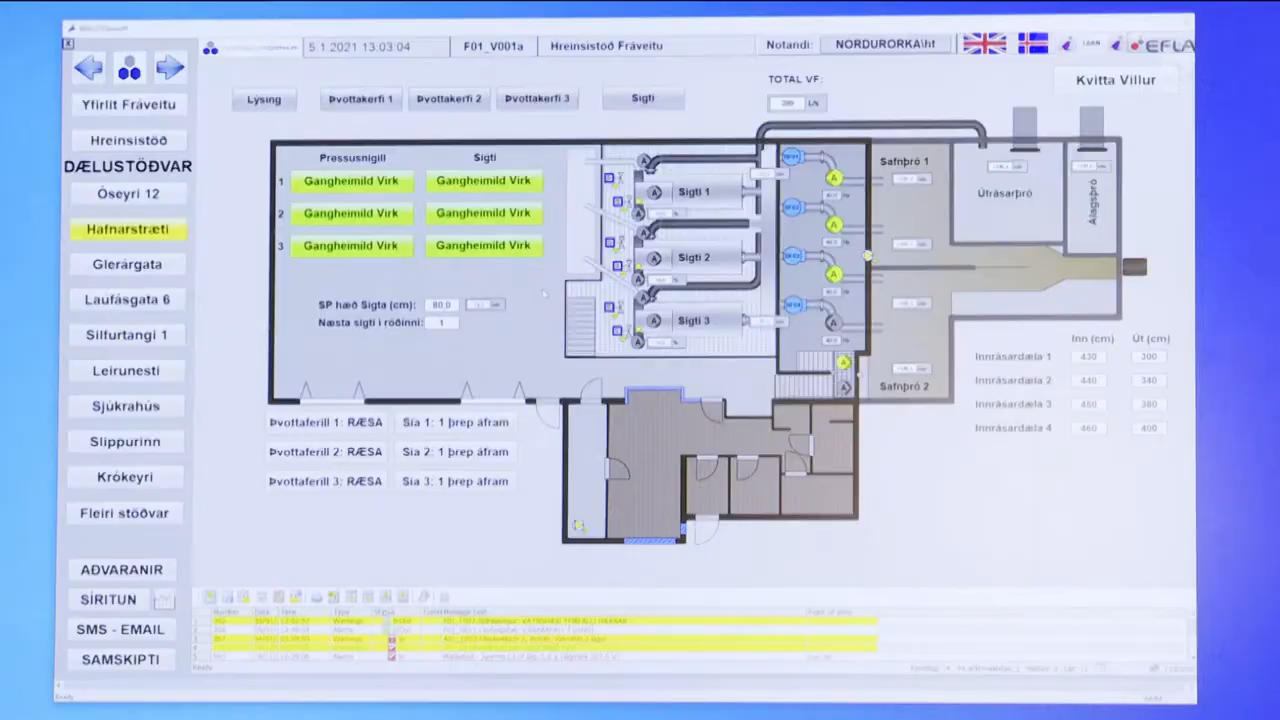 5.1.2021 13:03:04
F01_V001a
Hreinsistöð Fráveitu
Notandi:
NORDURORKA\ht
EFLA
Kvitta Villur
Yfirlit Fráveitu
Hreinsistöð
DÆLUSTÖÐVAR
Óseyri 12
Hafnarstræti
Glerárgata
Laufásgata 6
Silfurtangi 1
Leirunesti
Sjúkrahús
Slippurinn
Krókeyri
Fleiri stöðvar
AÐVARANIR
SÍRITUN
SMS - EMAIL
SAMSKIPTI
Lýsing
Þvottakerfi 1
Þvottakerfi 2
Þvottakerfi 3
Sigti
TOTAL VF:
L/s
Pressusnigill
Sigti
1 Gangheimild Virk Gangheimild Virk
2 Gangheimild Virk Gangheimild Virk
3 Gangheimild Virk Gangheimild Virk
SP hæð Sigta (cm): 80,0
Næsta sigti í röðinni: 1
Sigti 1
Sigti 2
Sigti 3
Safnþró 1
Safnþró 2
Útrásarþró
Álagsþró
Inn (cm) Út (cm)
Innrásardæla 1 430 300
Innrásardæla 2 440 340
Innrásardæla 3 450 380
Innrásardæla 4 460 400
Þvottaferill 1: RÆSA Sía 1: 1 þrep áfram
Þvottaferill 2: RÆSA Sía 2: 1 þrep áfram
Þvottaferill 3: RÆSA Sía 3: 1 þrep áfram
Ready